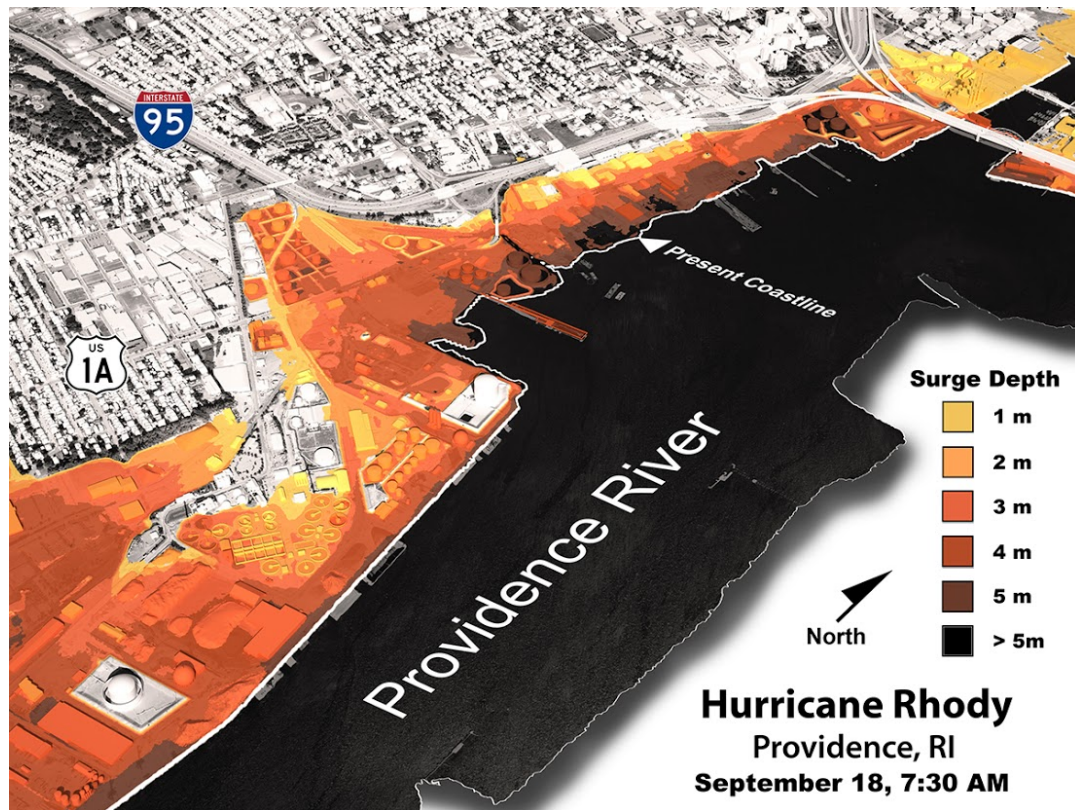 INTERSTATE
95
US
1A
Present Coastline
Providence River
Surge Depth
1 m
2 m
3 m
4 m
5 m
> 5m
North
Hurricane Rhody
Providence, RI
September 18, 7:30 AM